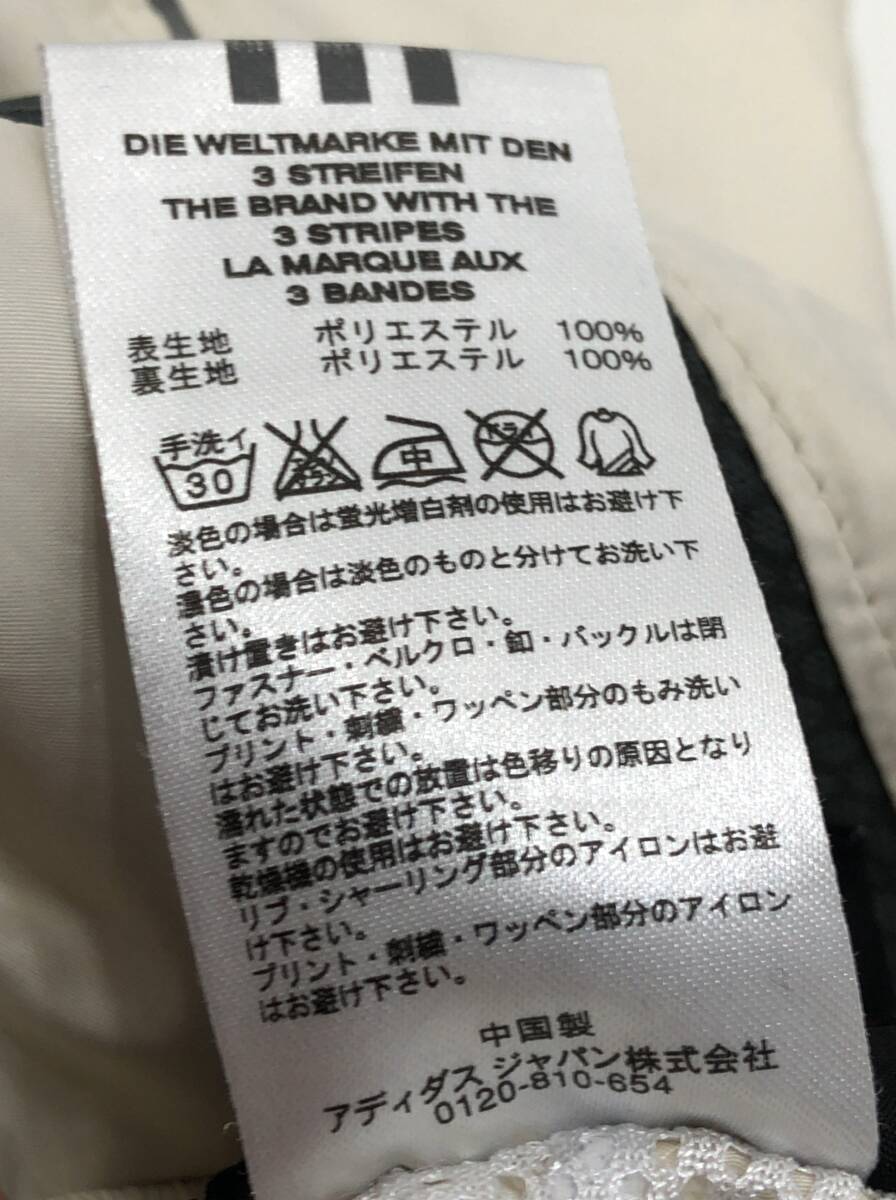 DIE WELTMARKE MIT DEN
3 STREIFEN
THE BRAND WITH THE
3 STRIPES
LA MARQUE AUX
3 BANDES
表生地 ポリエステル 100%
裏生地 ポリエステル 100%
手洗イ
30
エンソサラシ
中
ドライ
淡色の場合は蛍光増白剤の使用はお避け下
さい。
濃色の場合は淡色のものと分けてお洗い下
さい。
漬け置きはお避け下さい。
ファスナー・ベルクロ・釦・バックルは閉
じてお洗い下さい。
プリント・刺繍・ワッペン部分のもみ洗い
はお避け下さい。
濡れた状態での放置は色移りの原因となり
ますのでお避け下さい。
乾燥機の使用はお避け下さい。
リブ・シャーリング部分のアイロンはお避
け下さい。
プリント・刺繍・ワッペン部分のアイロン
はお避け下さい。
中国製
アディダス ジャパン株式会社
0120-810-654